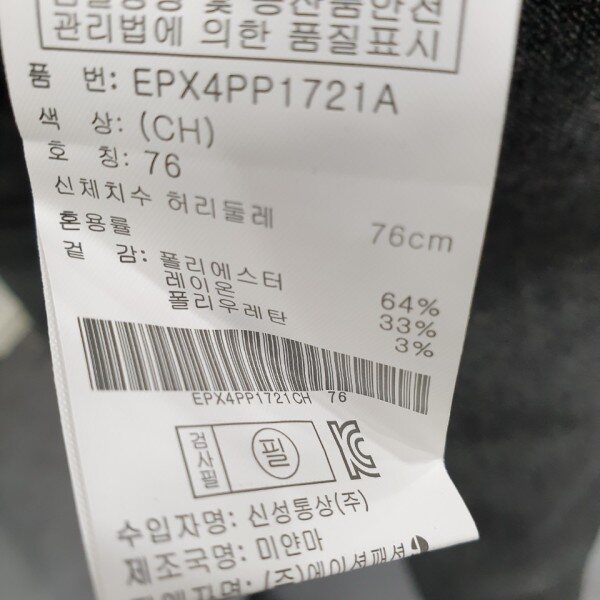 관리법에 의한 품질표시
품 번: EPX4PP1721A
색 상: (CH)
호 칭: 76
신체치수 허리둘레 76cm
혼용률
겉 감: 폴리에스터 64%
레이온 33%
폴리우레탄 3%
EPX4PP1721CH 76
검사필
필
수입자명: 신성통상(주)
제조국명: 미얀마